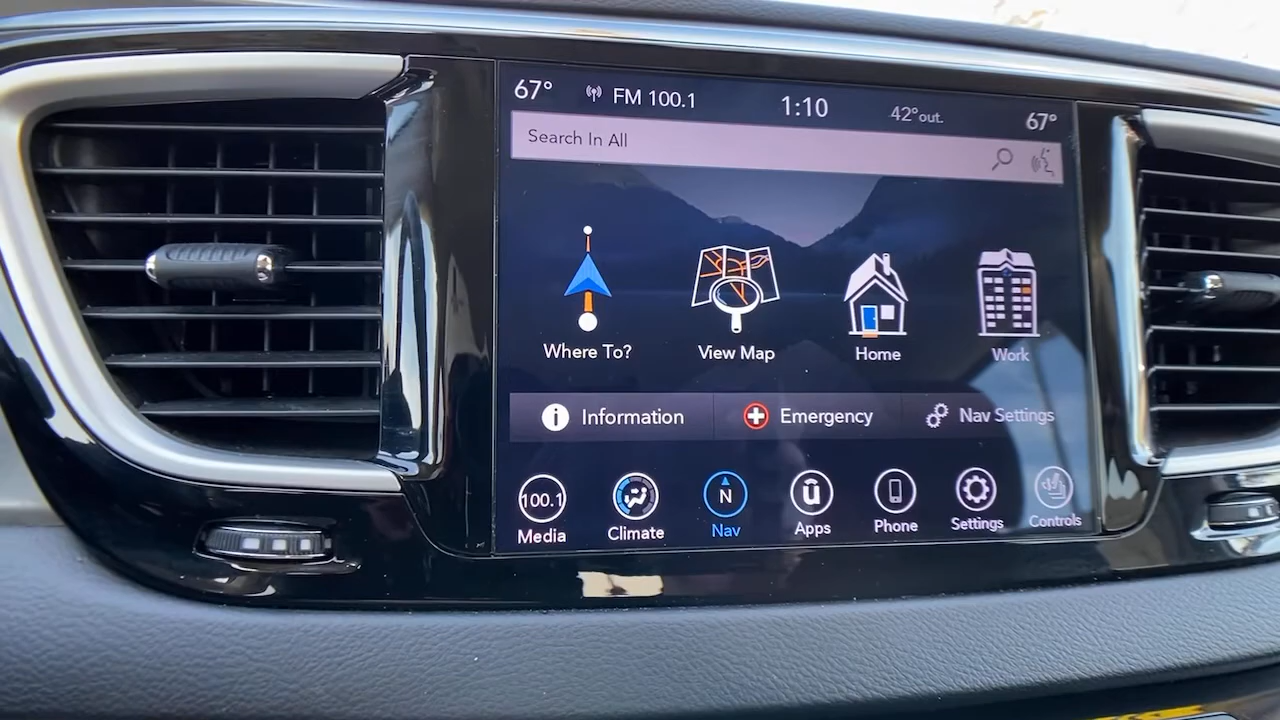 67° FM 100.1 1:10 42°out. 67°
Search In All
Where To? View Map Home Work
Information Emergency Nav Settings
100.1 N u
Media Climate Nav Apps Phone Settings Controls